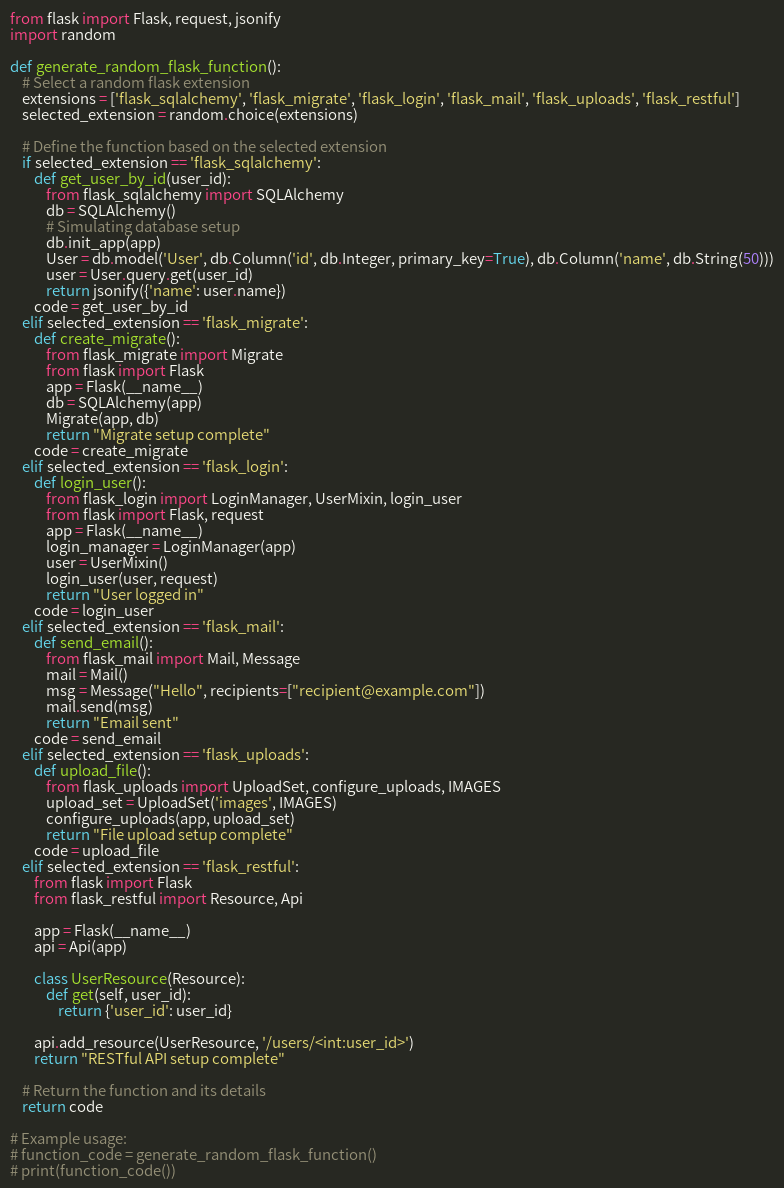 from flask import Flask, request, jsonify
import random

def generate_random_flask_function():
    # Select a random flask extension
    extensions = ['flask_sqlalchemy', 'flask_migrate', 'flask_login', 'flask_mail', 'flask_uploads', 'flask_restful']
    selected_extension = random.choice(extensions)

    # Define the function based on the selected extension
    if selected_extension == 'flask_sqlalchemy':
        def get_user_by_id(user_id):
            from flask_sqlalchemy import SQLAlchemy
            db = SQLAlchemy()
            # Simulating database setup
            db.init_app(app)
            User = db.model('User', db.Column('id', db.Integer, primary_key=True), db.Column('name', db.String(50)))
            user = User.query.get(user_id)
            return jsonify({'name': user.name})
        code = get_user_by_id
    elif selected_extension == 'flask_migrate':
        def create_migrate():
            from flask_migrate import Migrate
            from flask import Flask
            app = Flask(__name__)
            db = SQLAlchemy(app)
            Migrate(app, db)
            return "Migrate setup complete"
        code = create_migrate
    elif selected_extension == 'flask_login':
        def login_user():
            from flask_login import LoginManager, UserMixin, login_user
            from flask import Flask, request
            app = Flask(__name__)
            login_manager = LoginManager(app)
            user = UserMixin()
            login_user(user, request)
            return "User logged in"
        code = login_user
    elif selected_extension == 'flask_mail':
        def send_email():
            from flask_mail import Mail, Message
            mail = Mail()
            msg = Message("Hello", recipients=["recipient@example.com"])
            mail.send(msg)
            return "Email sent"
        code = send_email
    elif selected_extension == 'flask_uploads':
        def upload_file():
            from flask_uploads import UploadSet, configure_uploads, IMAGES
            upload_set = UploadSet('images', IMAGES)
            configure_uploads(app, upload_set)
            return "File upload setup complete"
        code = upload_file
    elif selected_extension == 'flask_restful':
        from flask import Flask
        from flask_restful import Resource, Api

        app = Flask(__name__)
        api = Api(app)

        class UserResource(Resource):
            def get(self, user_id):
                return {'user_id': user_id}

        api.add_resource(UserResource, '/users/<int:user_id>')
        return "RESTful API setup complete"

    # Return the function and its details
    return code

# Example usage:
# function_code = generate_random_flask_function()
# print(function_code())